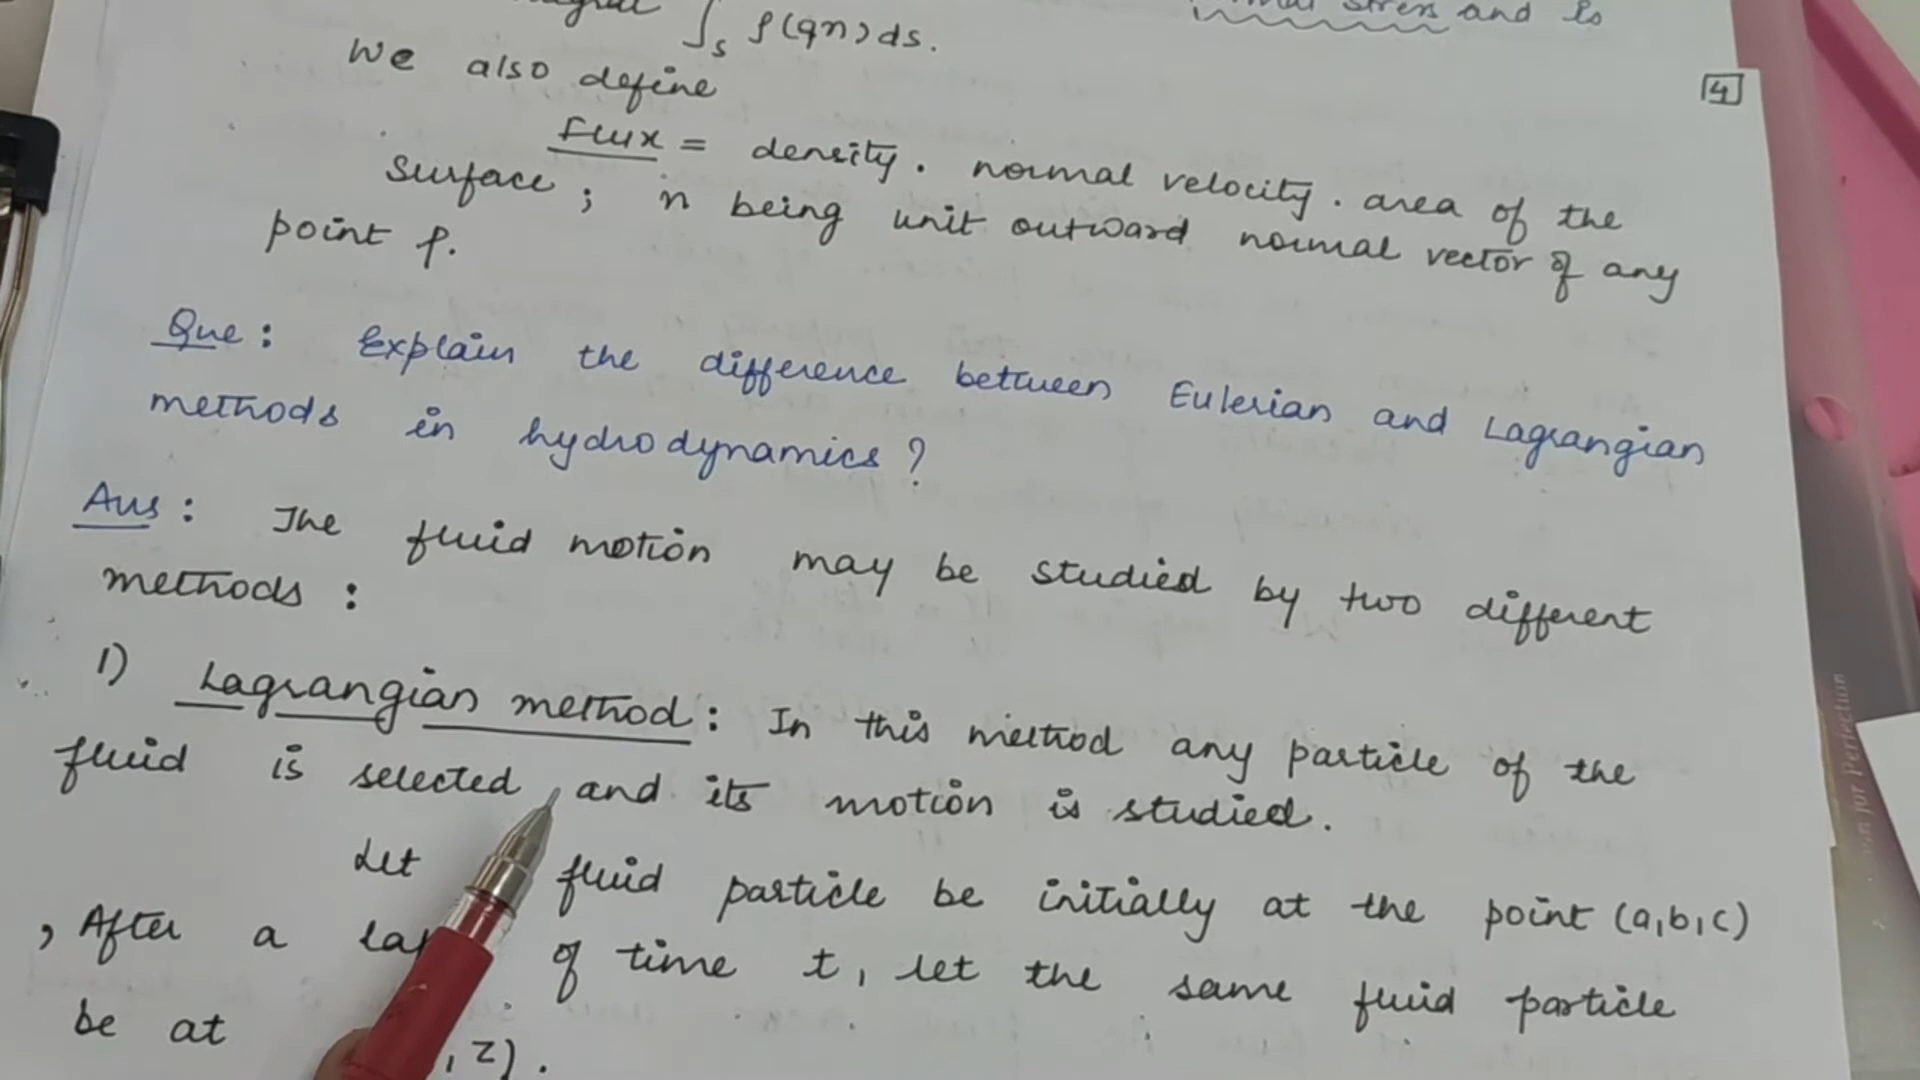 ∫s ρ(qn)ds.
stress and is
We also define
4
Flux = density. normal velocity. area of the
surface ; n being unit outward normal vector of any
point P.
Que : Explain the difference between Eulerian and Lagrangian
methods in hydrodynamics ?
Ans : The fluid motion may be studied by two different
methods :
1) Lagrangian method : In this method any particle of the
fluid is selected and its motion is studied.
Let fluid particle be initially at the point (a,b,c)
, After a of time t, let the same fluid particle
be at , z).